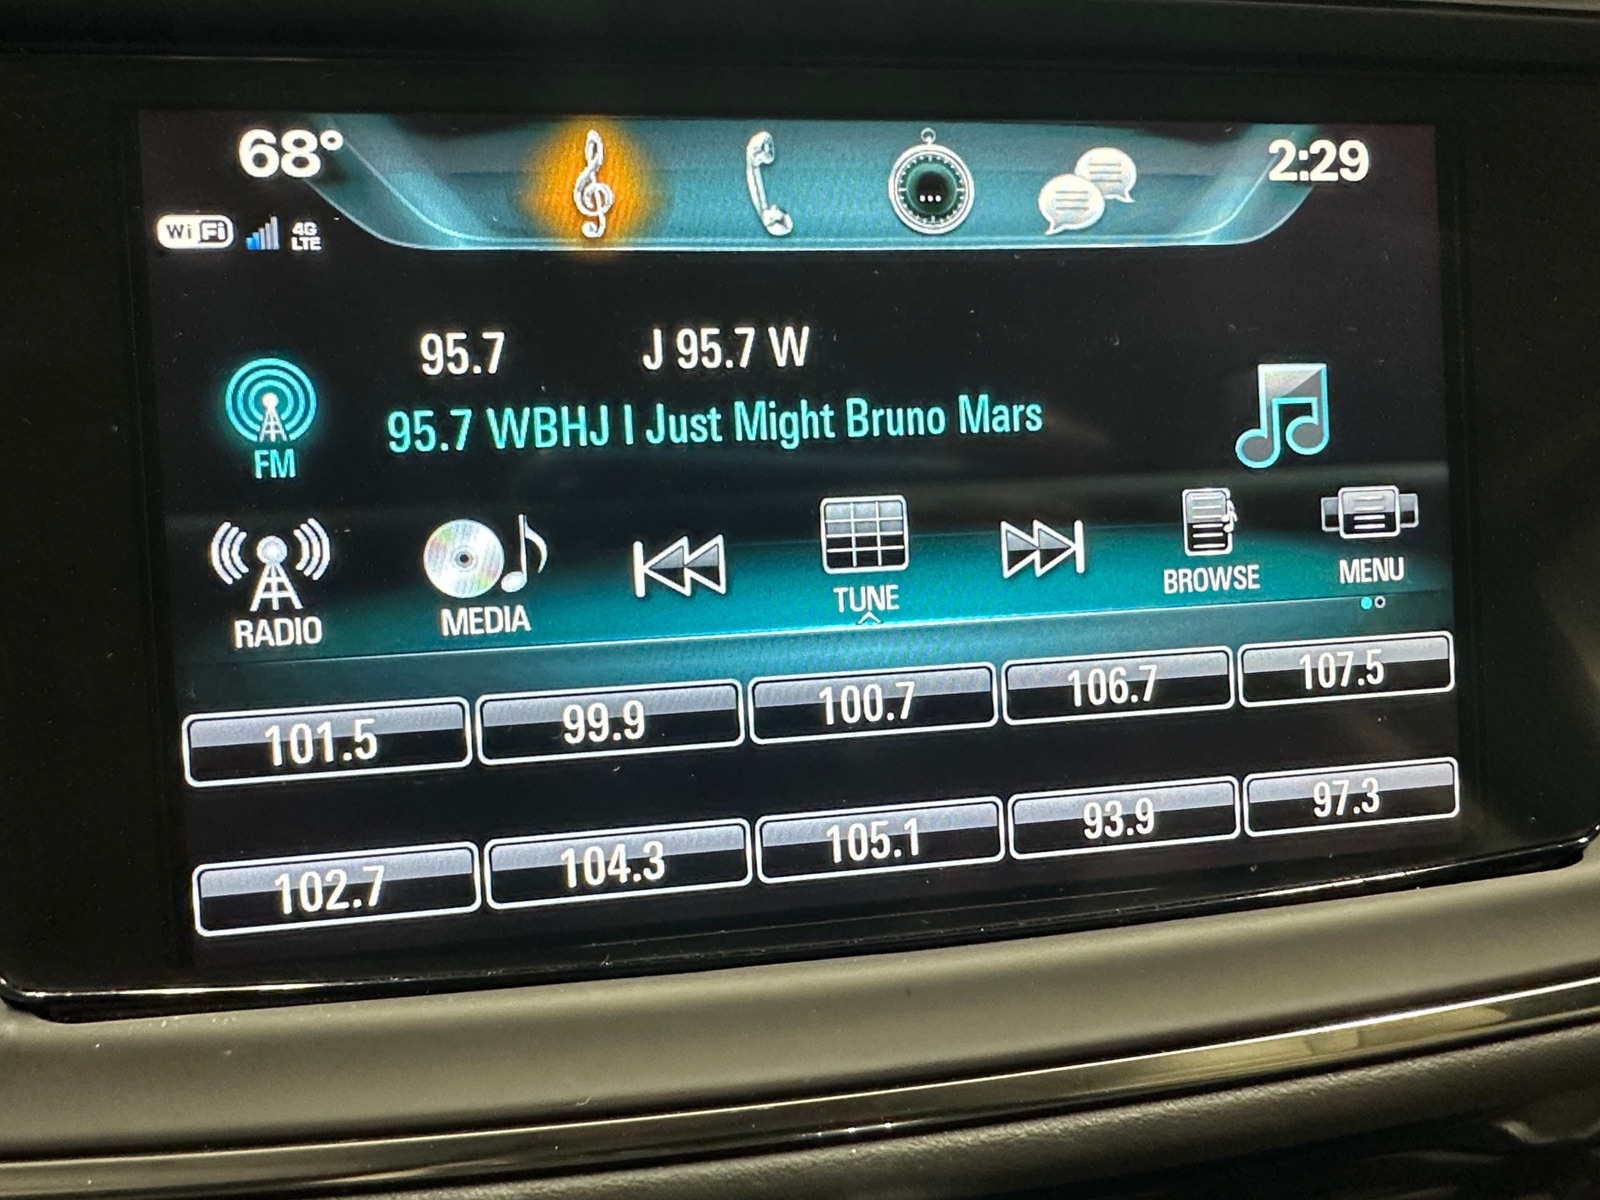 68° 2:29
WiFi 4G LTE
95.7 J 95.7 W
95.7 WBHJ I Just Might Bruno Mars
FM
RADIO MEDIA TUNE BROWSE MENU
101.5 99.9 100.7 106.7 107.5
102.7 104.3 105.1 93.9 97.3